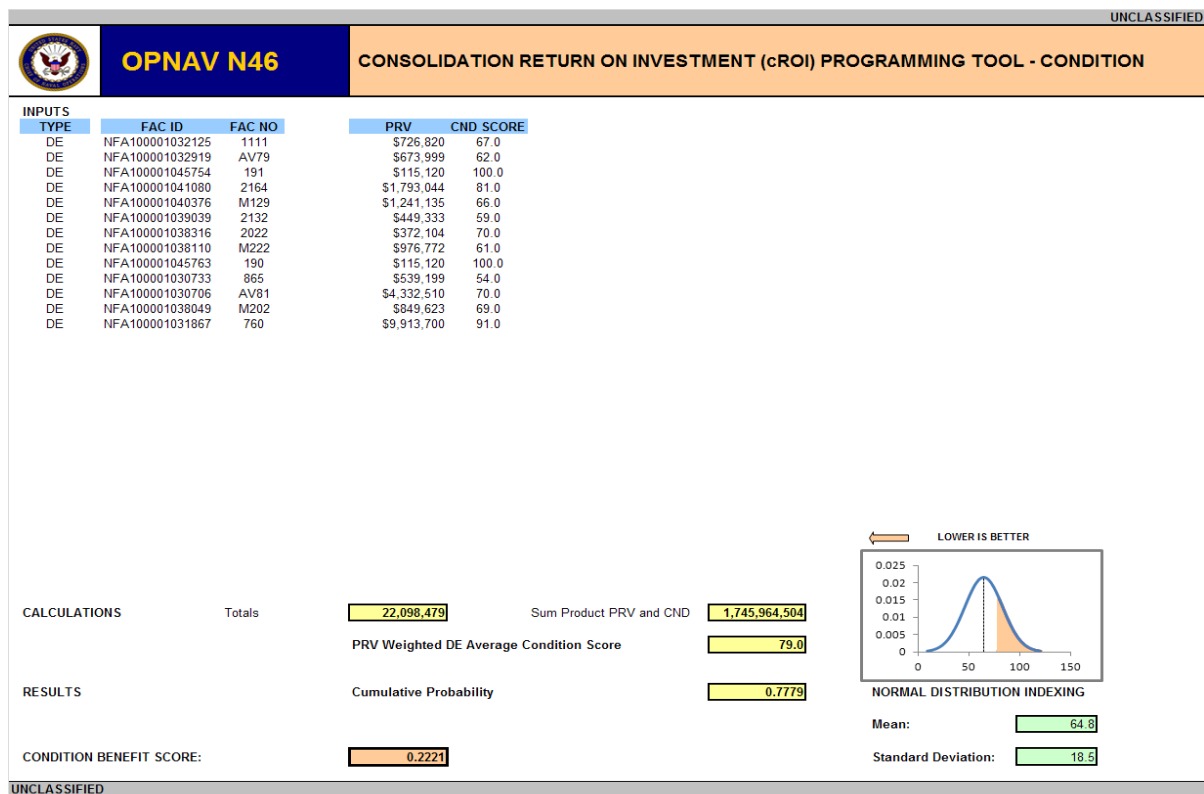 UNCLASSIFIED
OPNAV N46
CONSOLIDATION RETURN ON INVESTMENT (cROI) PROGRAMMING TOOL - CONDITION
INPUTS
TYPE FAC ID FAC NO PRV CND SCORE
DE NFA100001032125 1111 $726,820 67.0
DE NFA100001032919 AV79 $673,999 62.0
DE NFA100001045754 191 $115,120 100.0
DE NFA100001041080 2164 $1,793,044 81.0
DE NFA100001040376 M129 $1,241,135 66.0
DE NFA100001039039 2132 $449,333 59.0
DE NFA100001038316 2022 $372,104 70.0
DE NFA100001038110 M222 $976,772 61.0
DE NFA100001045763 190 $115,120 100.0
DE NFA100001030733 865 $539,199 54.0
DE NFA100001030706 AV81 $4,332,510 70.0
DE NFA100001038049 M202 $849,623 69.0
DE NFA100001031867 760 $9,913,700 91.0
LOWER IS BETTER
0.025
0.02
0.015
0.01
0.005
0
0 50 100 150
CALCULATIONS Totals 22,098,479 Sum Product PRV and CND 1,745,964,504
PRV Weighted DE Average Condition Score 79.0
RESULTS Cumulative Probability 0.7779
NORMAL DISTRIBUTION INDEXING
Mean: 64.8
CONDITION BENEFIT SCORE: 0.2221
Standard Deviation: 18.5
UNCLASSIFIED